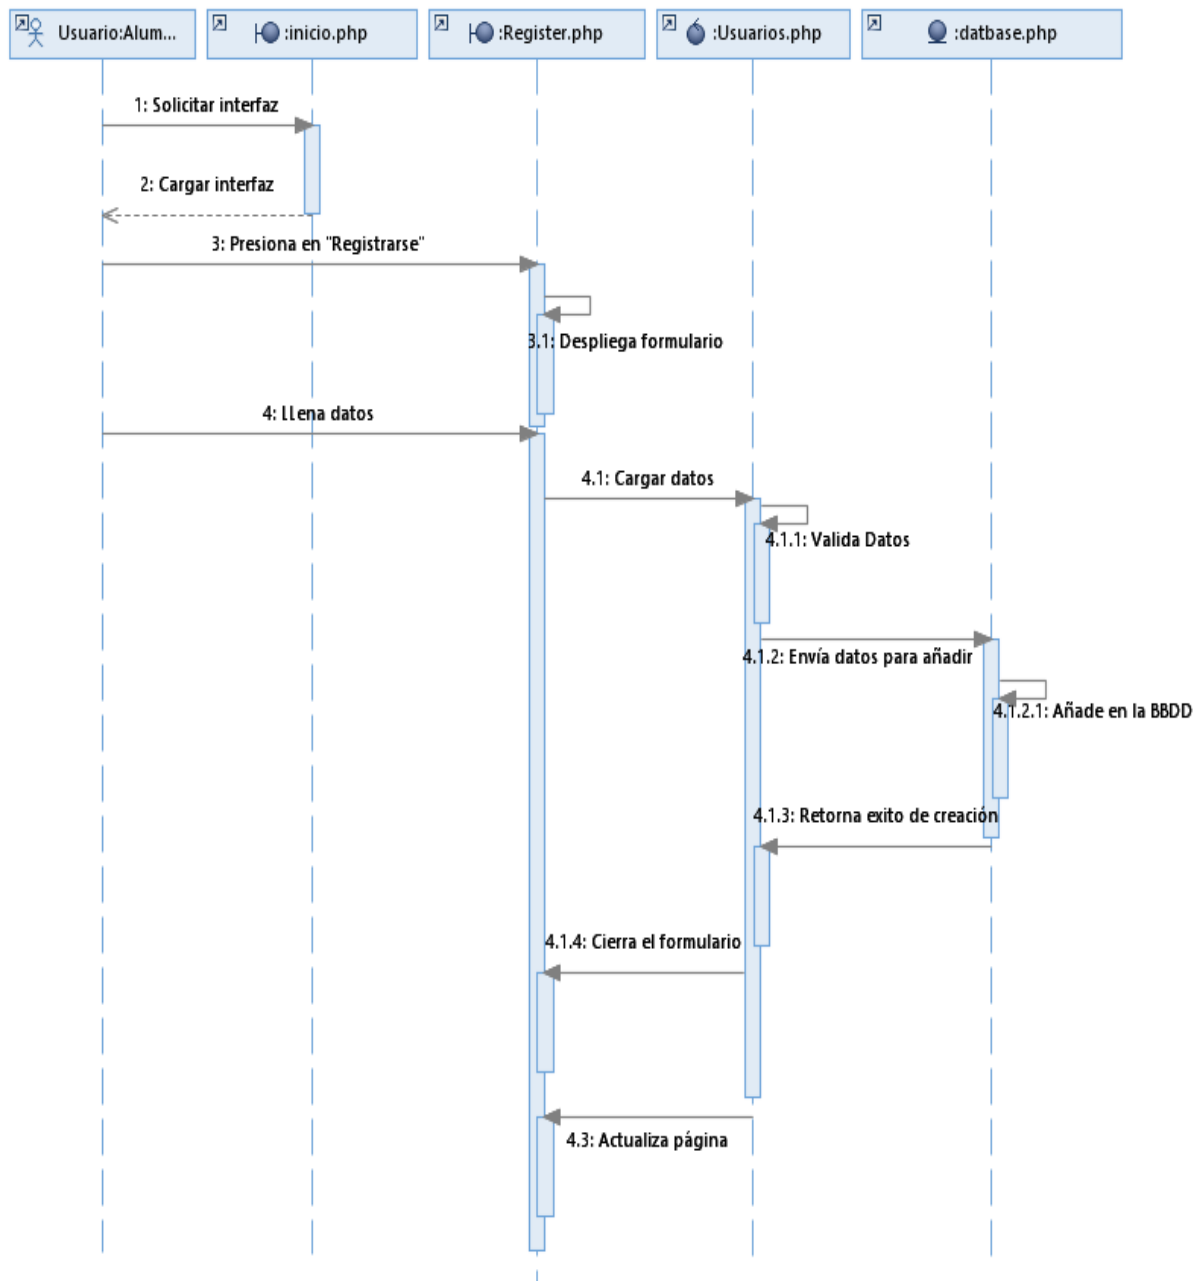 Usuario:Alum...
:inicio.php
:Register.php
:Usuarios.php
:datbase.php
1: Solicitar interfaz
2: Cargar interfaz
3: Presiona en "Registrarse"
3.1: Despliega formulario
4: LLena datos
4.1: Cargar datos
4.1.1: Valida Datos
4.1.2: Envía datos para añadir
4.1.2.1: Añade en la BBDD
4.1.3: Retorna exito de creación
4.1.4: Cierra el formulario
4.3: Actualiza página